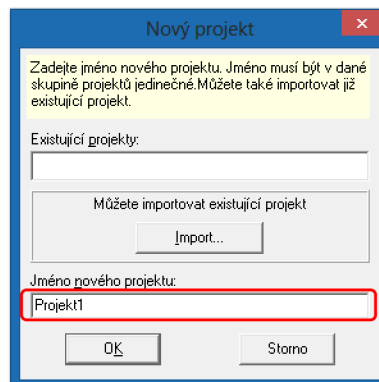 Nový projekt
Zadejte jméno nového projektu. Jméno musí být v dané
skupině projektů jedinečné.Můžete také importovat již
existující projekt.
Existující projekty:
Můžete importovat existující projekt
Import...
Jméno nového projektu:
Projekt1
OK
Storno